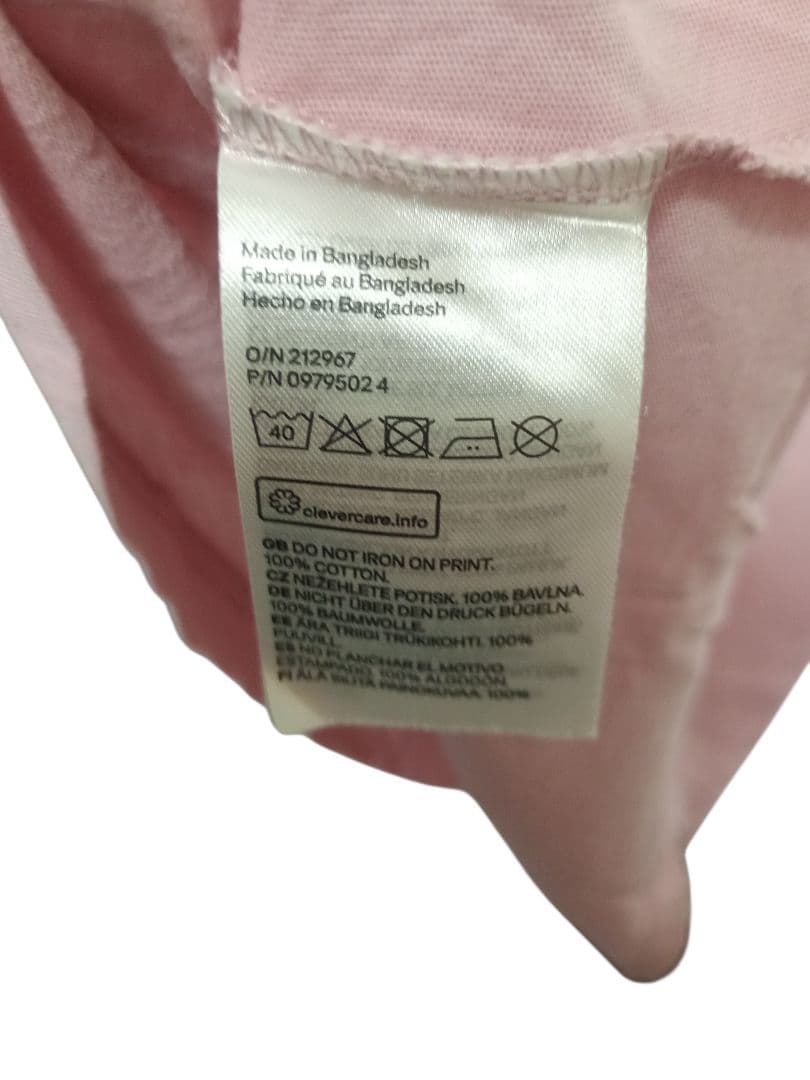 Made in Bangladesh
Fabriqué au Bangladesh
Hecho en Bangladesh
O/N 212967
P/N 0979502 4
40
clevercare.info
GB DO NOT IRON ON PRINT.
100% COTTON.
CZ NEŽEHLETE POTISK. 100% BAVLNA.
DE NICHT ÜBER DEN DRUCK BÜGELN.
100% BAUMWOLLE.
EE ÄRA TRIIGI TRÜKIKOHTI. 100%
PUUVILL.
ES NO PLANCHAR EL MOTIVO
ESTAMPADO. 100% ALGODÓN.
FI ÄLÄ SILITÄ PAINOKUVAA. 100%